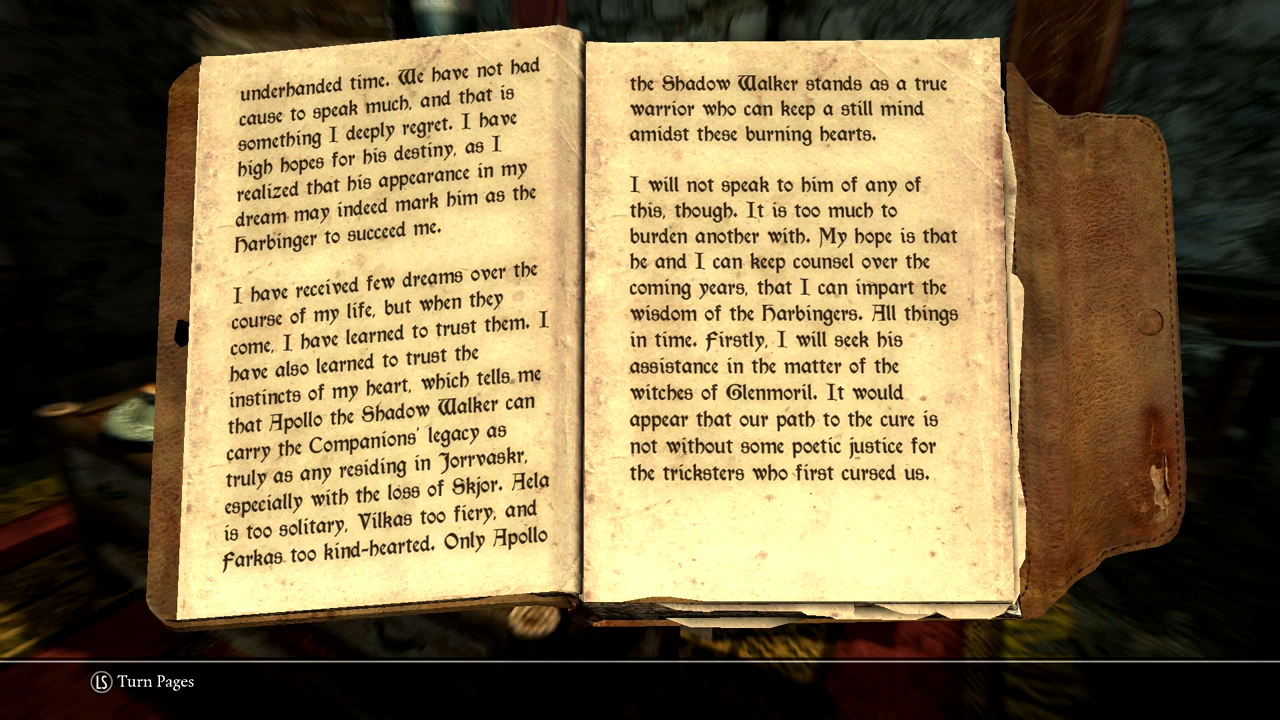 underhanded time. We have not had
cause to speak much, and that is
something I deeply regret. I have
high hopes for his destiny, as I
realized that his appearance in my
dream may indeed mark him as the
Harbinger to succeed me.
I have received few dreams over the
course of my life, but when they
come, I have learned to trust them. I
have also learned to trust the
instincts of my heart, which tells me
that Apollo the Shadow Walker can
carry the Companions' legacy as
truly as any residing in Jorrvaskr,
especially with the loss of Skjor. Aela
is too solitary, Vilkas too fiery, and
Farkas too kind-hearted. Only Apollo
the Shadow Walker stands as a true
warrior who can keep a still mind
amidst these burning hearts.
I will not speak to him of any of
this, though. It is too much to
burden another with. My hope is that
he and I can keep counsel over the
coming years, that I can impart the
wisdom of the Harbingers. All things
in time. Firstly, I will seek his
assistance in the matter of the
witches of Glenmoril. It would
appear that our path to the cure is
not without some poetic justice for
the tricksters who first cursed us.
LS Turn Pages